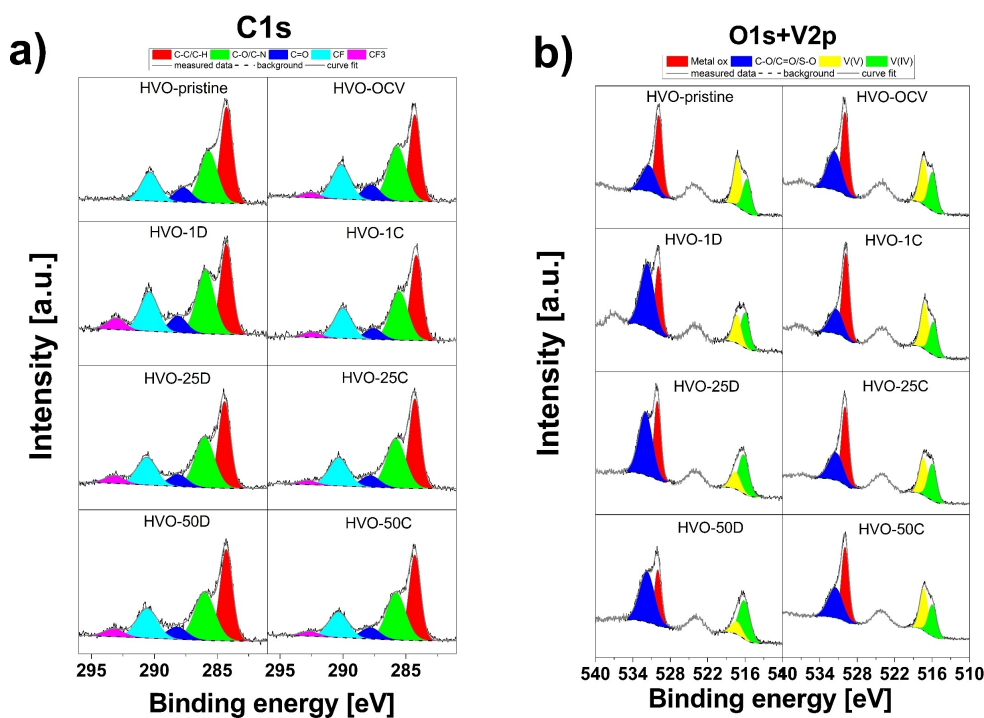 a)
C1s
C-C/C-H C-O/C-N C=O CF CF3
measured data background curve fit
HVO-pristine HVO-OCV
HVO-1D HVO-1C
HVO-25D HVO-25C
HVO-50D HVO-50C
Intensity [a.u.]
295 290 285 295 290 285
Binding energy [eV]
b)
O1s+V2p
Metal ox C-O/C=O/S-O V(V) V(IV)
measured data background curve fit
HVO-pristine HVO-OCV
HVO-1D HVO-1C
HVO-25D HVO-25C
HVO-50D HVO-50C
Intensity [a.u.]
540 534 528 522 516 540 534 528 522 516 510
Binding energy [eV]